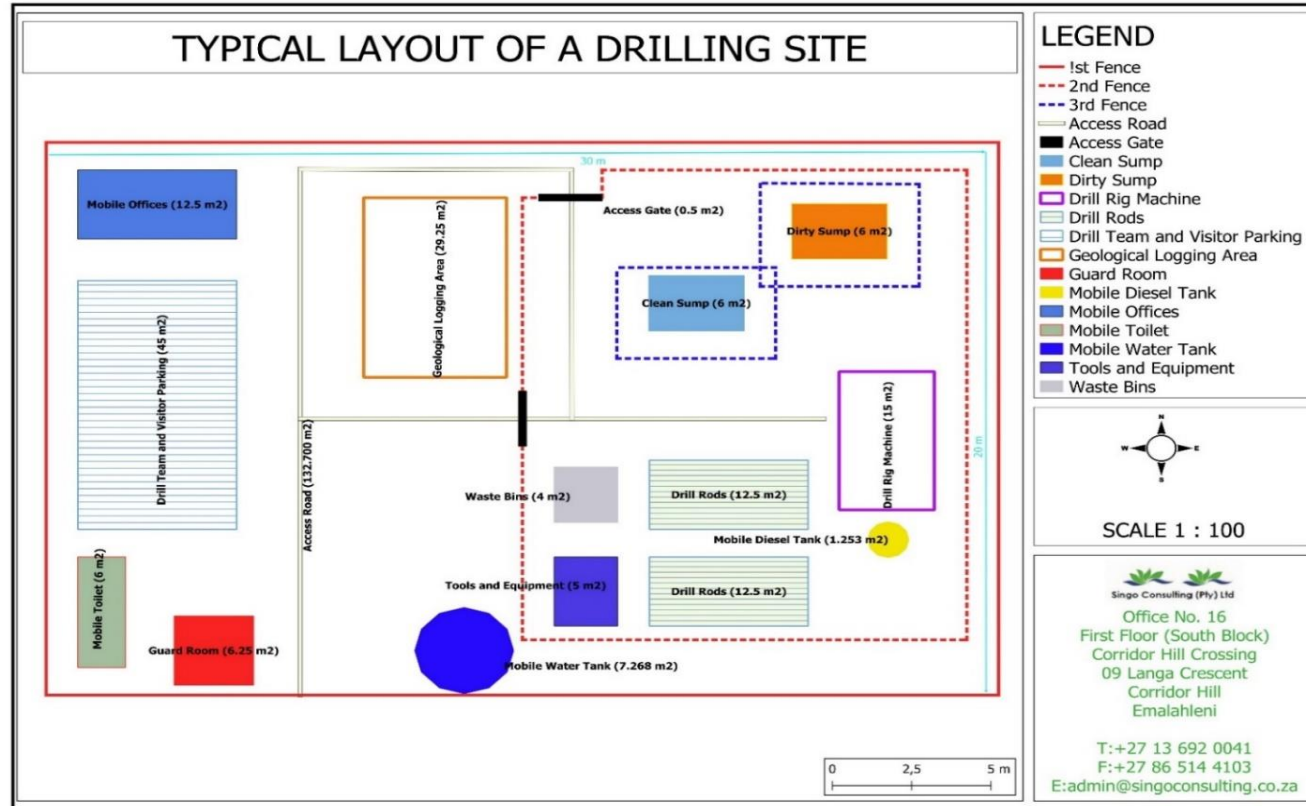 TYPICAL LAYOUT OF A DRILLING SITE
30 m
20 m
Mobile Offices (12.5 m2)
Geological Logging Area (29.25 m2)
Access Gate (0.5 m2)
Dirty Sump (6 m2)
Clean Sump (6 m2)
Drill Team and Visitor Parking (45 m2)
Access Road (132.700 m2)
Drill Rig Machine (15 m2)
Waste Bins (4 m2)
Drill Rods (12.5 m2)
Mobile Diesel Tank (1.253 m2)
Mobile Toilet (6 m2)
Tools and Equipment (5 m2)
Drill Rods (12.5 m2)
Guard Room (6.25 m2)
Mobile Water Tank (7.268 m2)
0 2,5 5 m
LEGEND
!st Fence
2nd Fence
3rd Fence
Access Road
Access Gate
Clean Sump
Dirty Sump
Drill Rig Machine
Drill Rods
Drill Team and Visitor Parking
Geological Logging Area
Guard Room
Mobile Diesel Tank
Mobile Offices
Mobile Toilet
Mobile Water Tank
Tools and Equipment
Waste Bins
N
W E
S
SCALE 1 : 100
Singo Consulting (Pty) Ltd
Office No. 16
First Floor (South Block)
Corridor Hill Crossing
09 Langa Crescent
Corridor Hill
Emalahleni
T:+27 13 692 0041
F:+27 86 514 4103
E:admin@singoconsulting.co.za